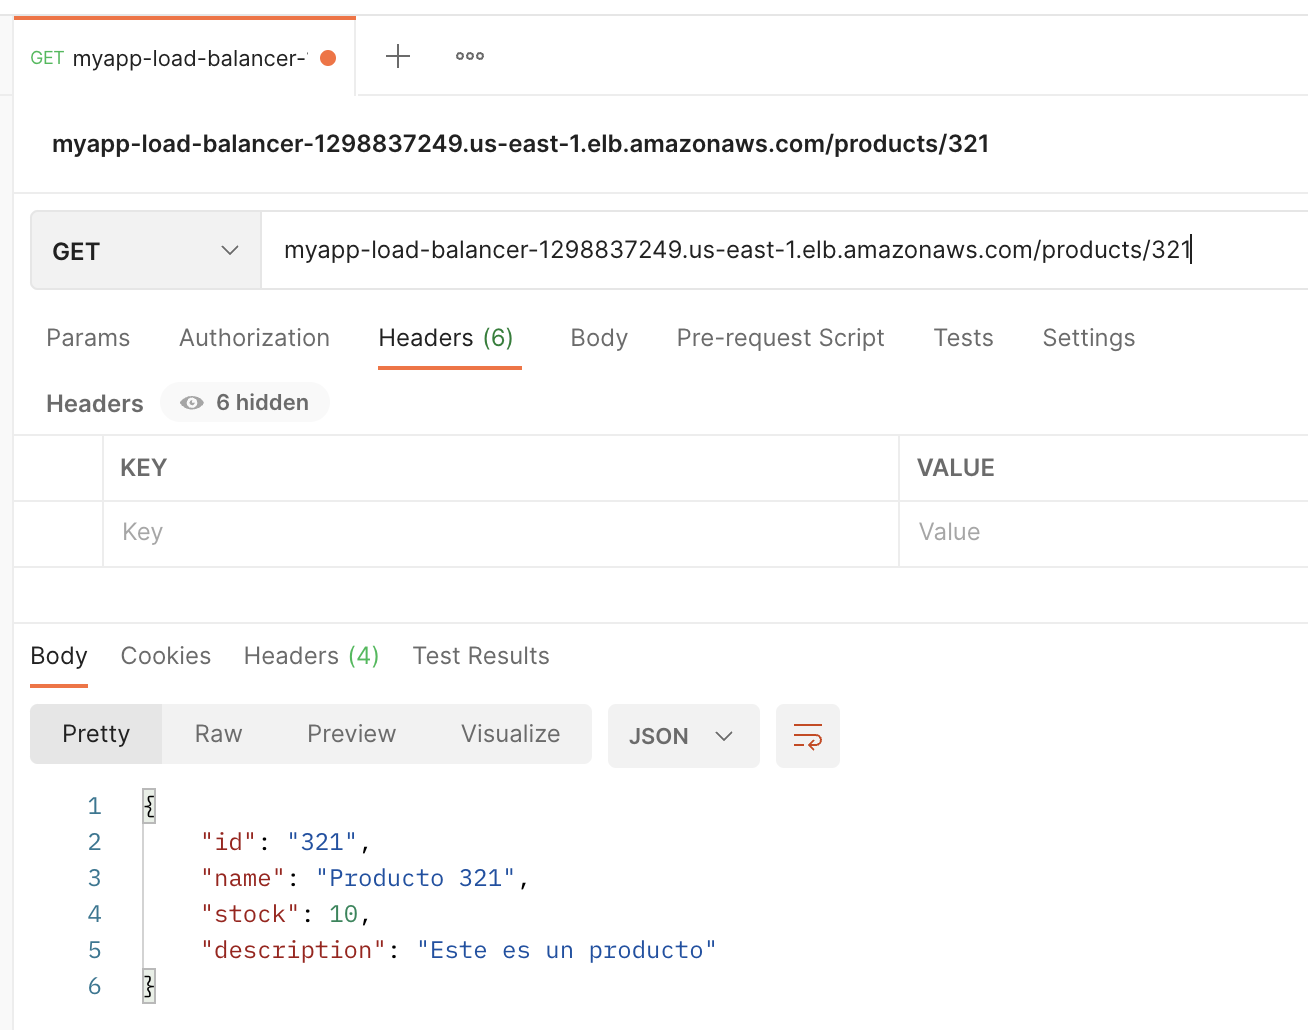 GET myapp-load-balancer-
myapp-load-balancer-1298837249.us-east-1.elb.amazonaws.com/products/321
GET myapp-load-balancer-1298837249.us-east-1.elb.amazonaws.com/products/321
Params Authorization Headers (6) Body Pre-request Script Tests Settings
Headers 6 hidden
KEY VALUE
Key Value
Body Cookies Headers (4) Test Results
Pretty Raw Preview Visualize JSON
1 {
2 "id": "321",
3 "name": "Producto 321",
4 "stock": 10,
5 "description": "Este es un producto"
6 }